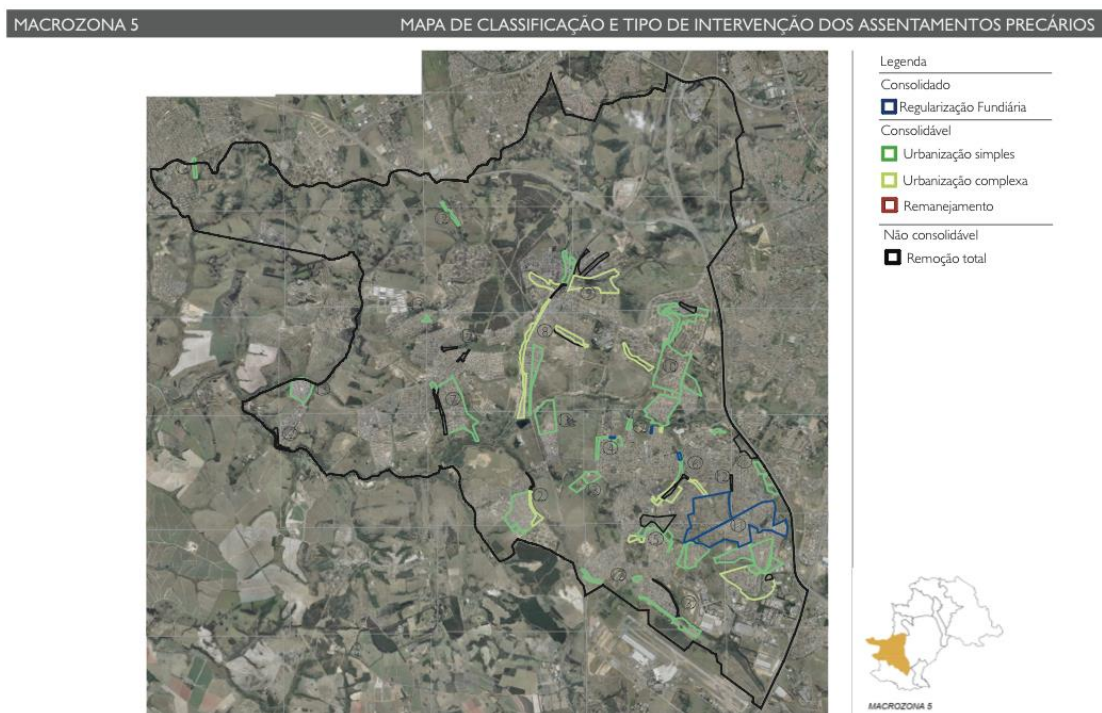 MACROZONA 5
MAPA DE CLASSIFICAÇÃO E TIPO DE INTERVENÇÃO DOS ASSENTAMENTOS PRECÁRIOS
Legenda
Consolidado
Regularização Fundiária
Consolidável
Urbanização simples
Urbanização complexa
Remanejamento
Não consolidável
Remoção total
MACROZONA 5